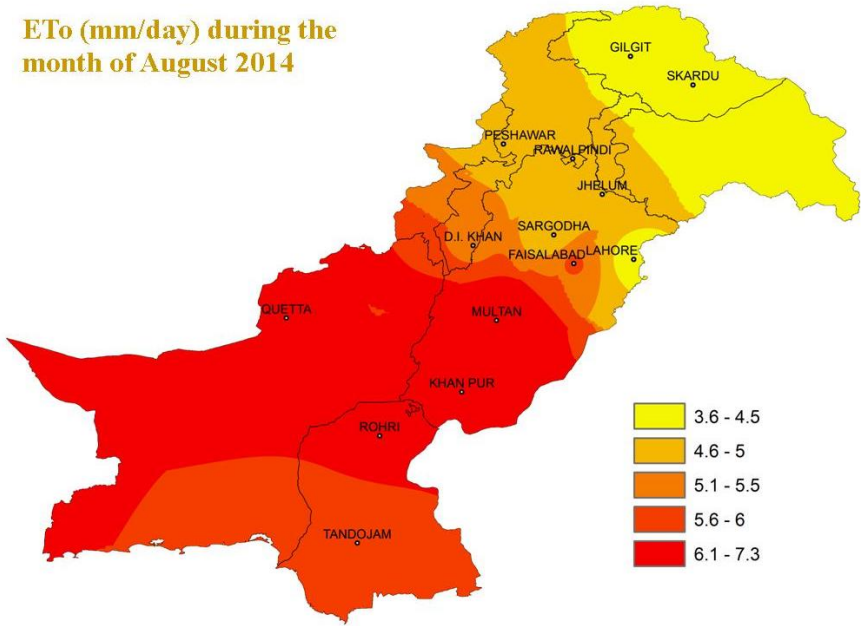 ETo (mm/day) during the
month of August 2014
GILGIT
SKARDU
PESHAWAR
RAWALPINDI
JHELUM
SARGODHA
D.I. KHAN
FAISALABAD
LAHORE
QUETTA
MULTAN
KHAN PUR
ROHRI
TANDOJAM
3.6 - 4.5
4.6 - 5
5.1 - 5.5
5.6 - 6
6.1 - 7.3